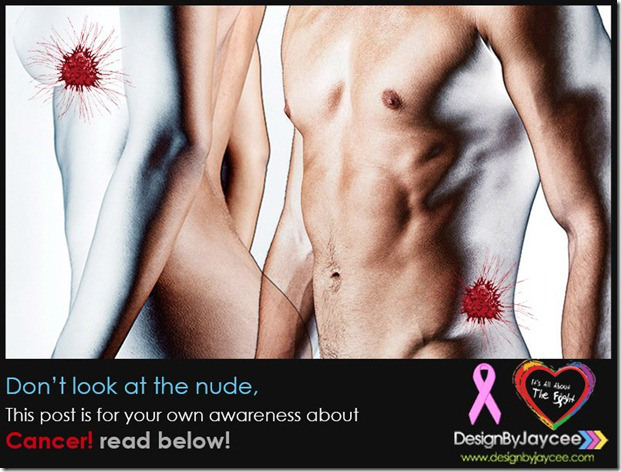 Don't look at the nude,
This post is for your own awareness about
Cancer! read below!
It's All About
The Fight
DesignByJaycee
www.designbyjaycee.com